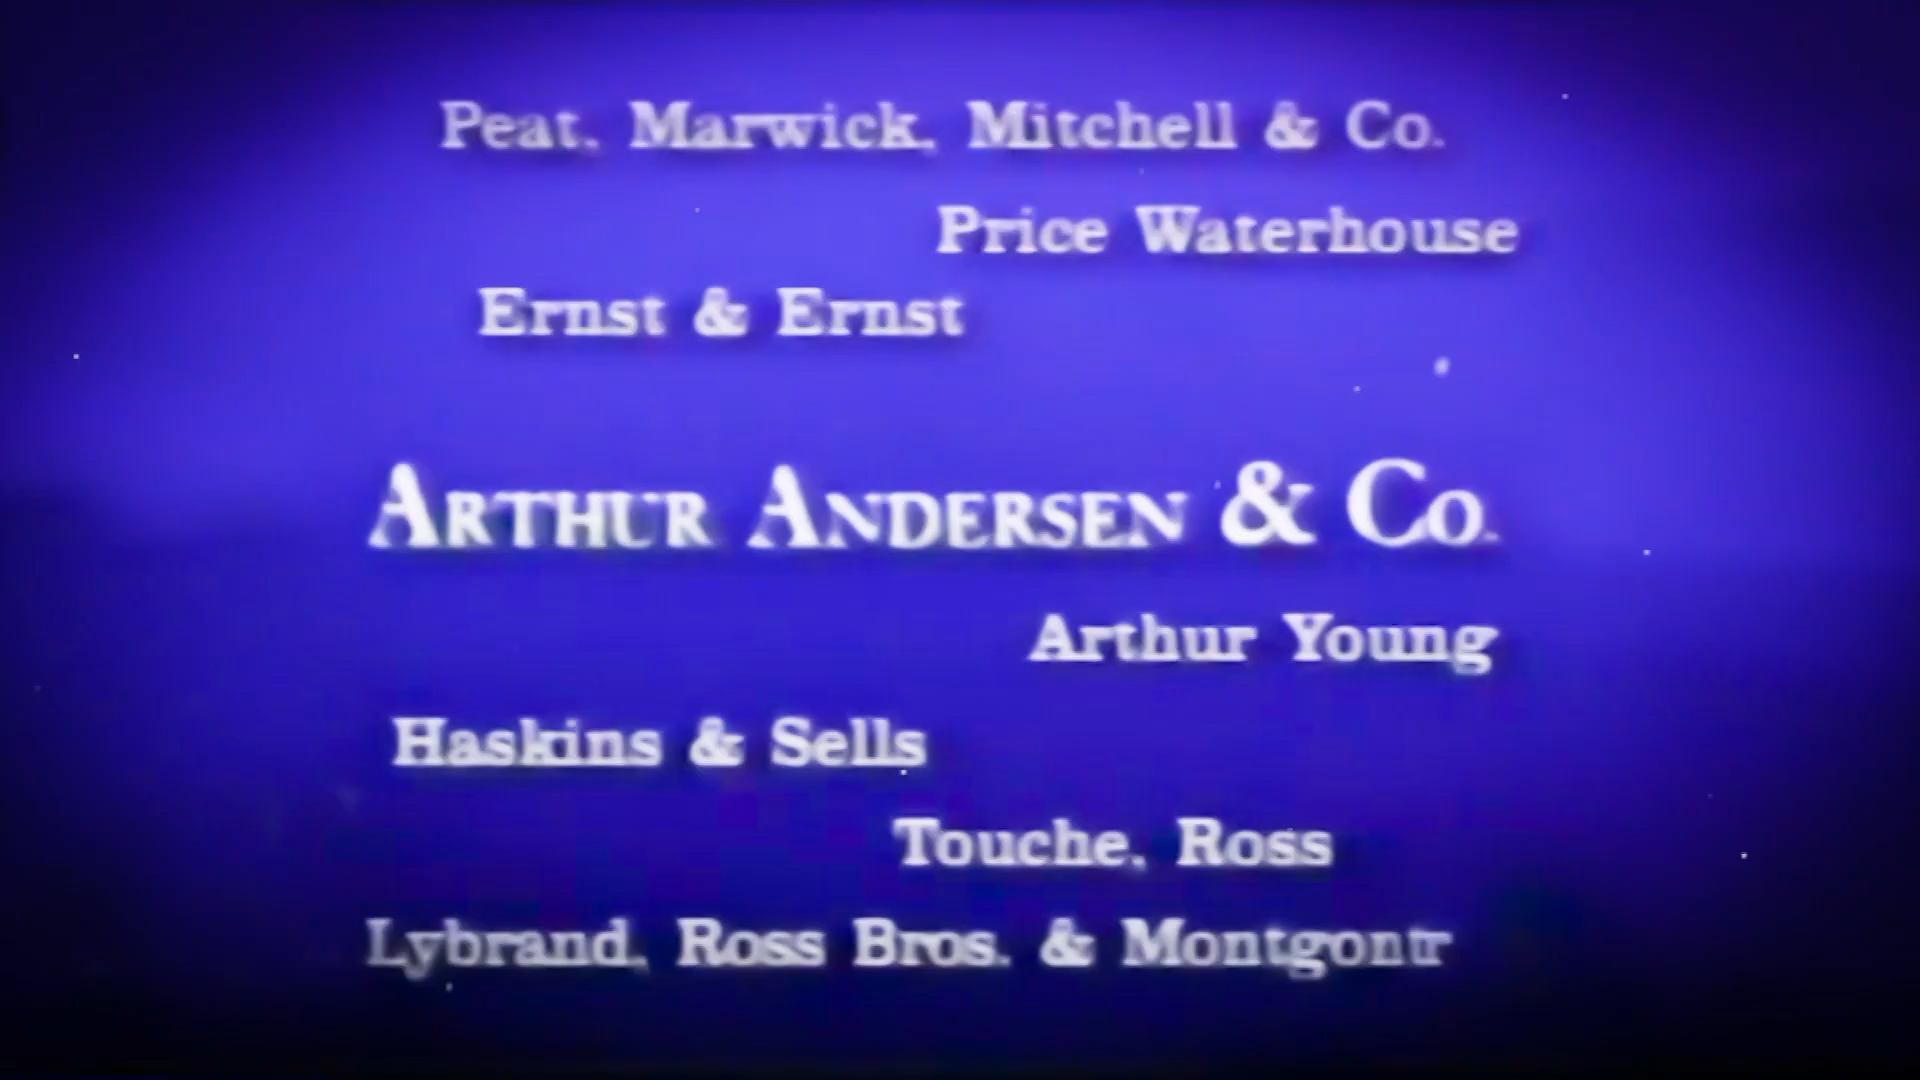 Peat, Marwick, Mitchell & Co.
Price Waterhouse
Ernst & Ernst
ARTHUR ANDERSEN & CO.
Arthur Young
Haskins & Sells
Touche, Ross
Lybrand, Ross Bros. &